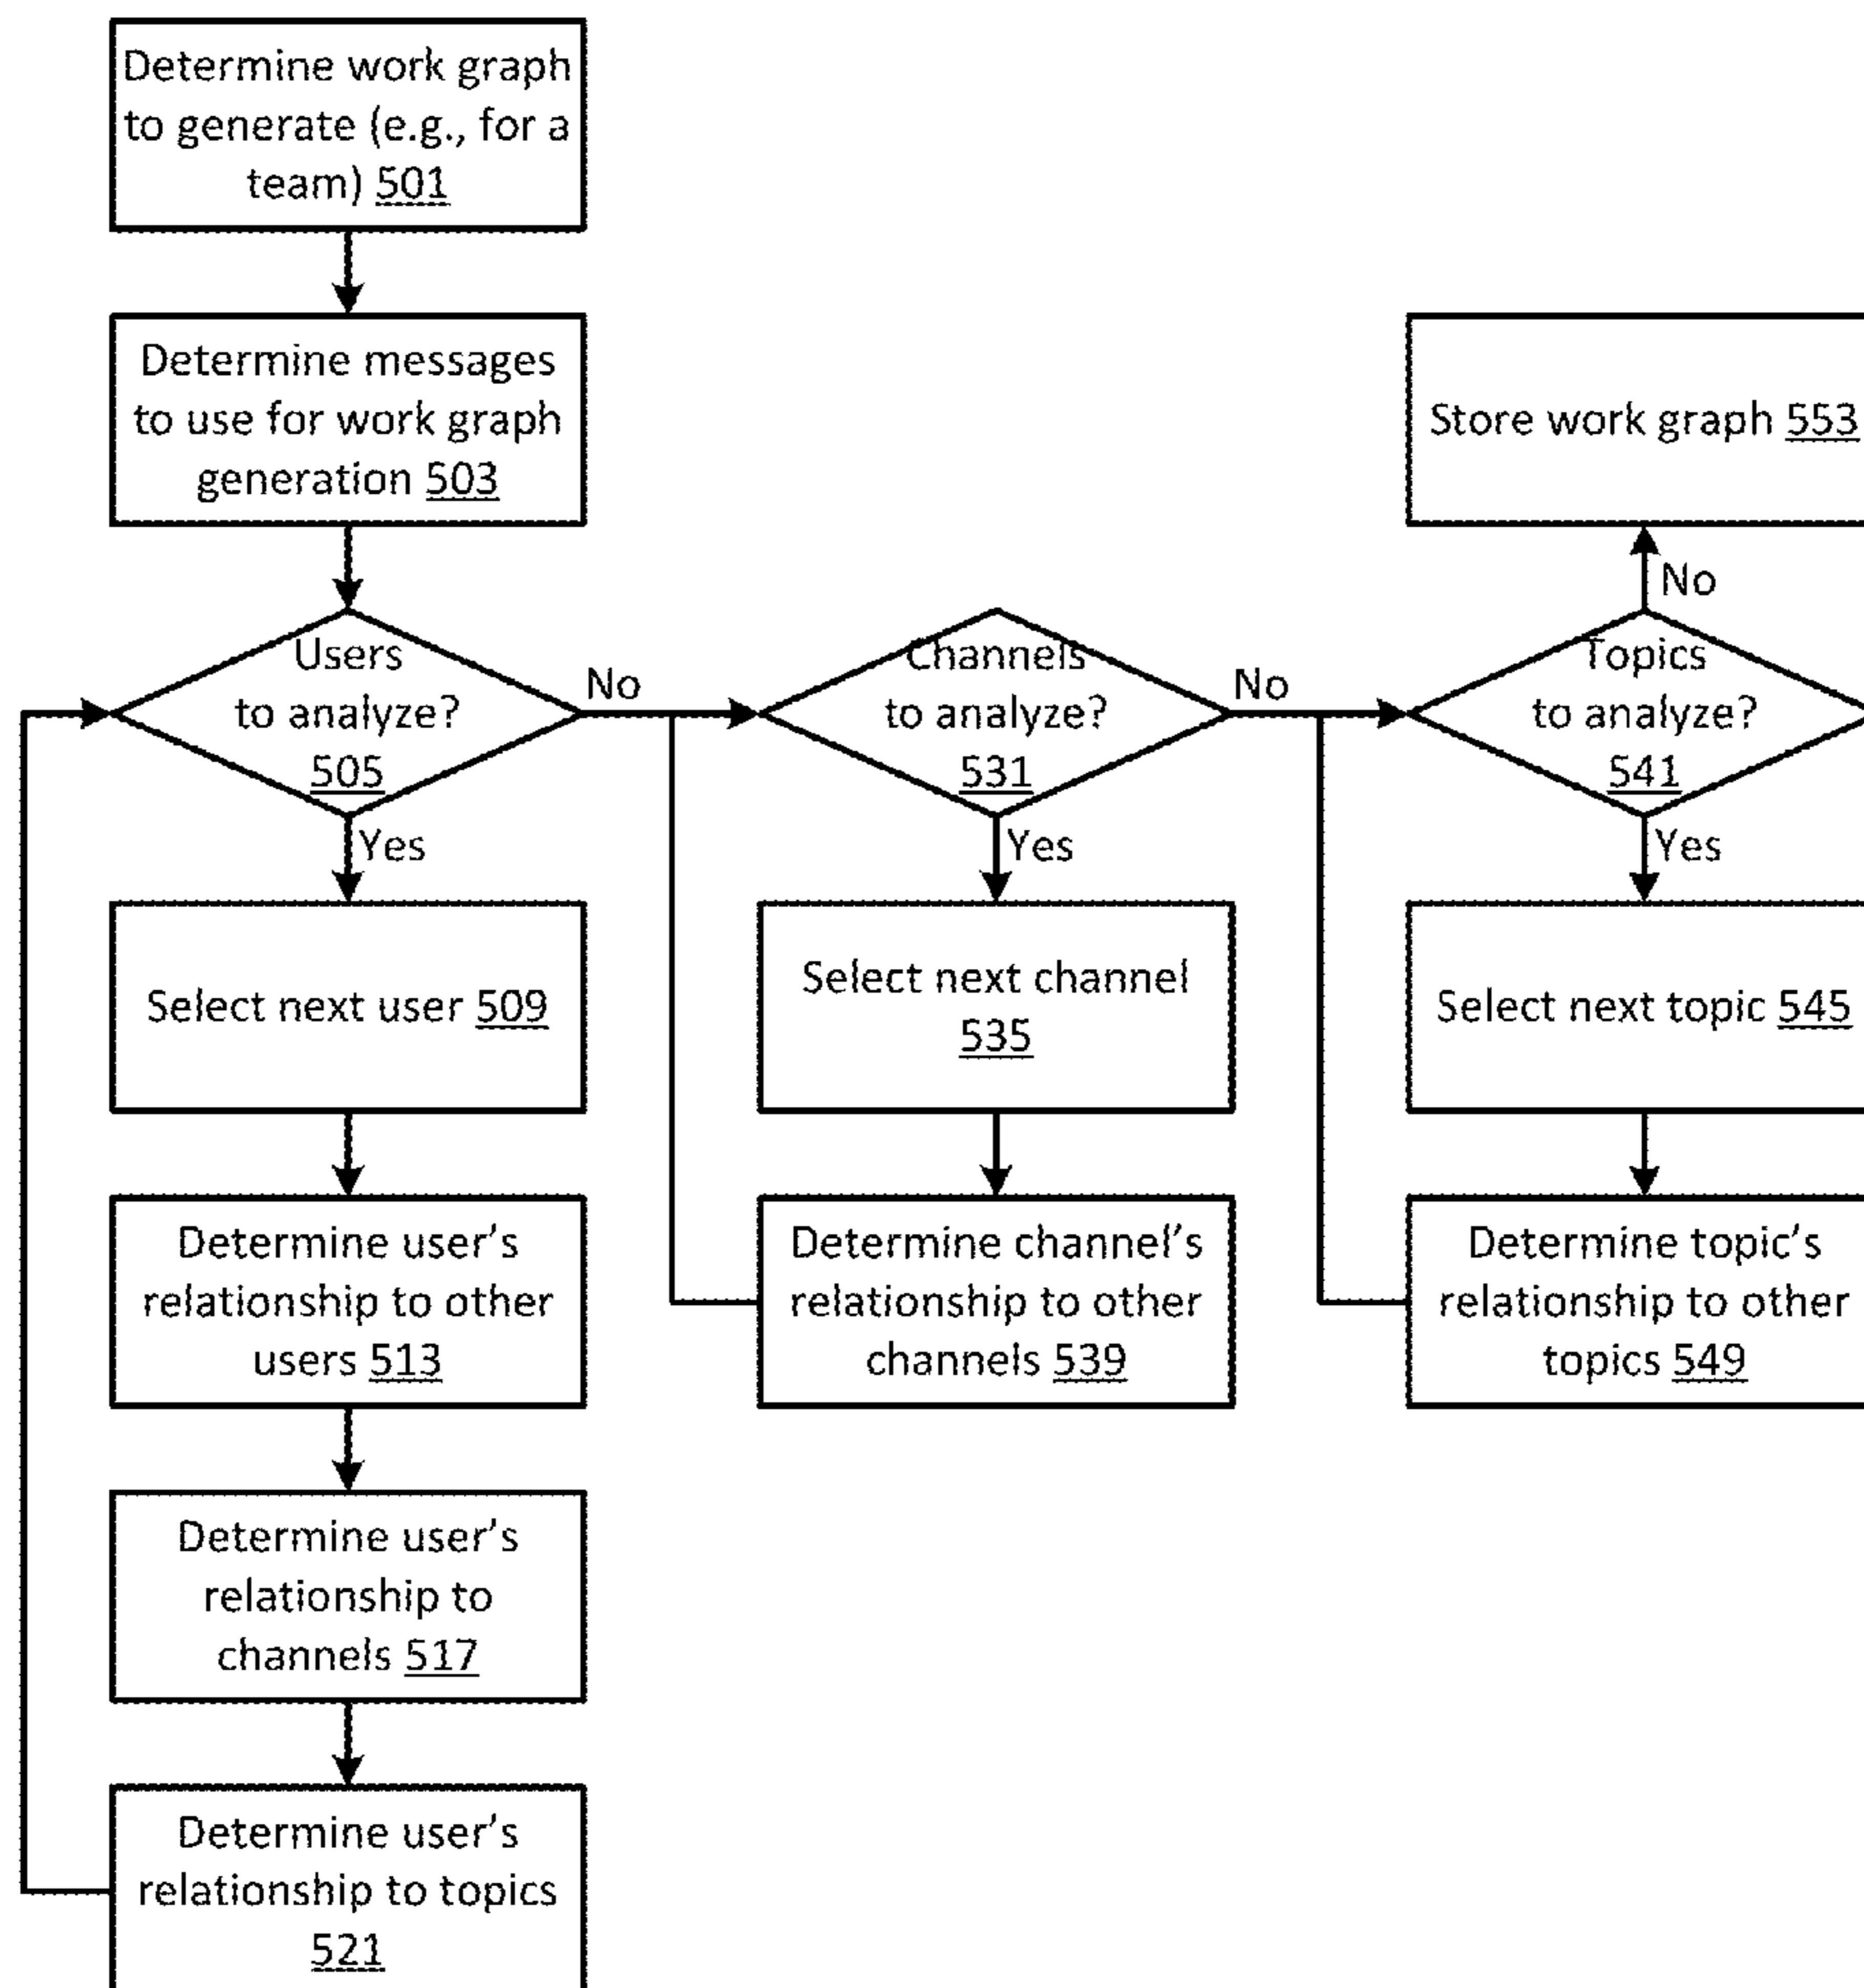 Determine work graph
to generate (e.g., for a
team) 501
Determine messages
to use for work graph
generation 503
Store work graph 553
No
Users
to analyze?
505
No
Channels
to analyze?
531
No
Topics
to analyze?
541
Yes
Yes
Yes
Select next user 509
Select next channel
535
Select next topic 545
Determine user's
relationship to other
users 513
Determine channel's
relationship to other
channels 539
Determine topic's
relationship to other
topics 549
Determine user's
relationship to
channels 517
Determine user's
relationship to topics
521